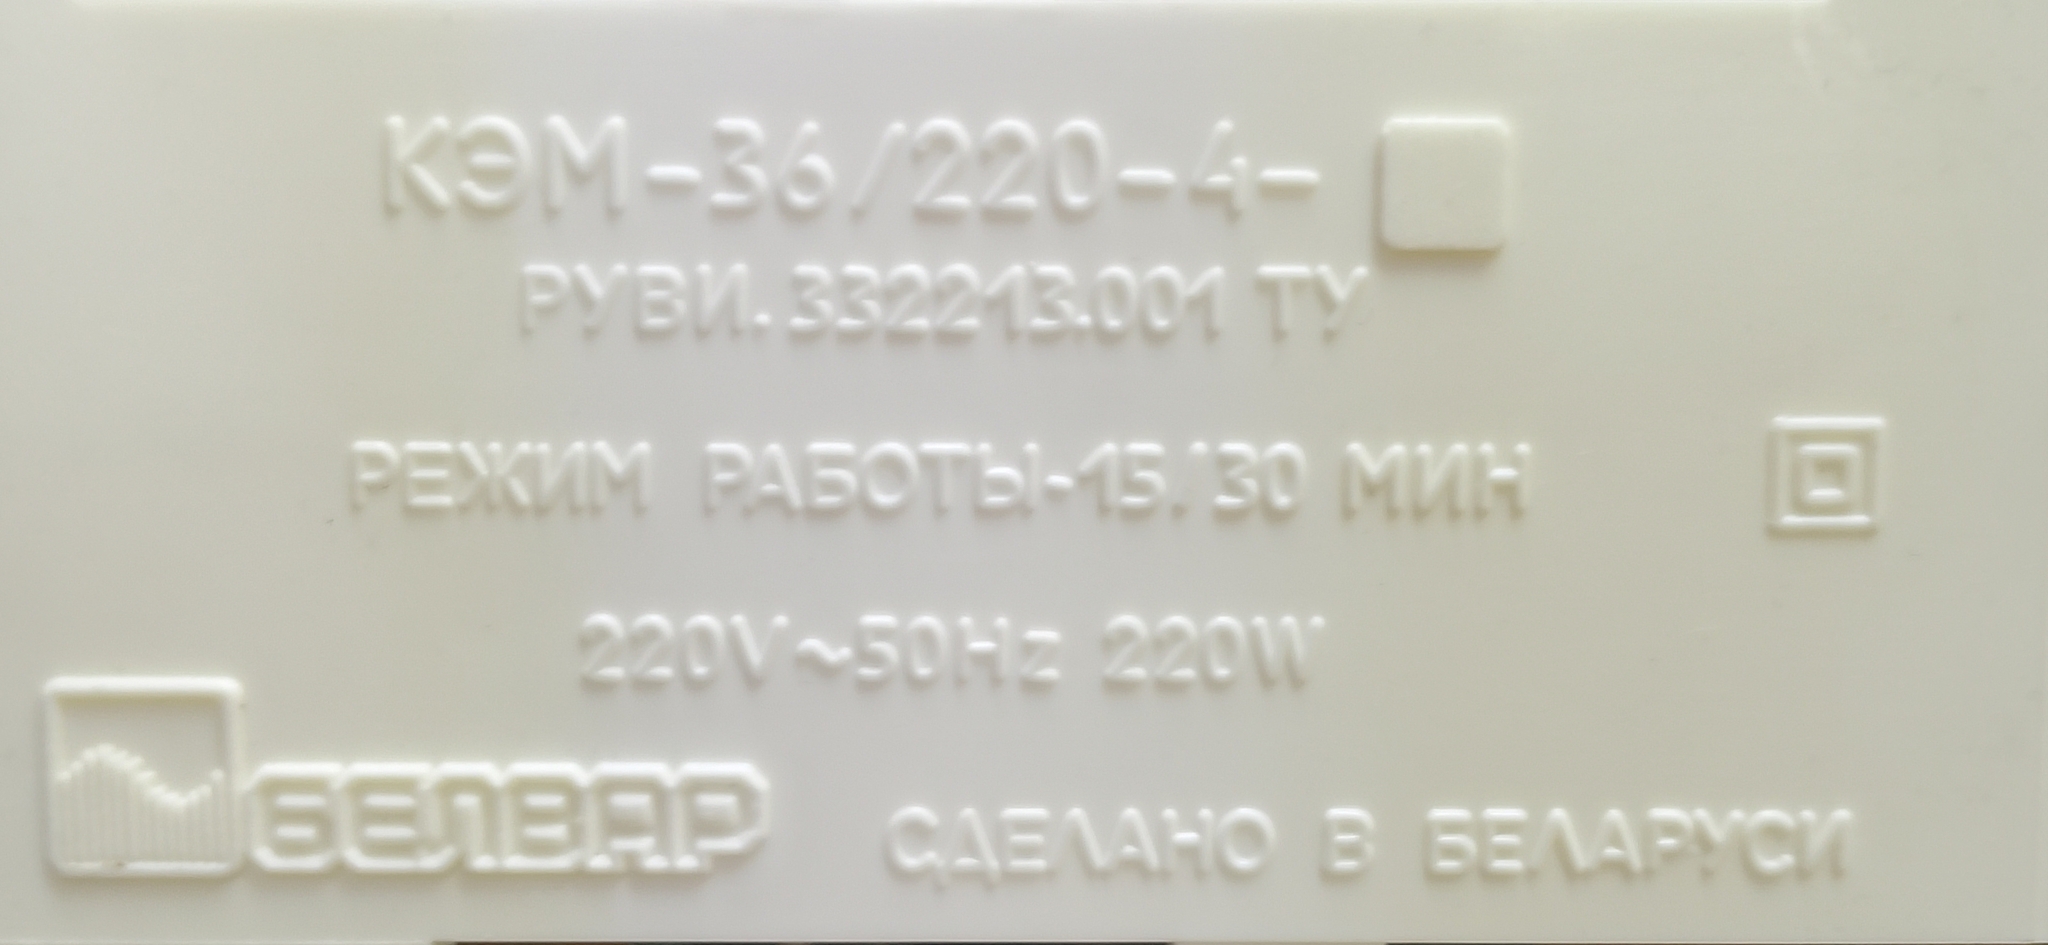 КЭМ-36/220-4-
РУВИ.332213.001 ТУ
РЕЖИМ РАБОТЫ-15:30 МИН
220V~50Hz 220W
БЕЛВАР
СДЕЛАНО В БЕЛАРУСИ